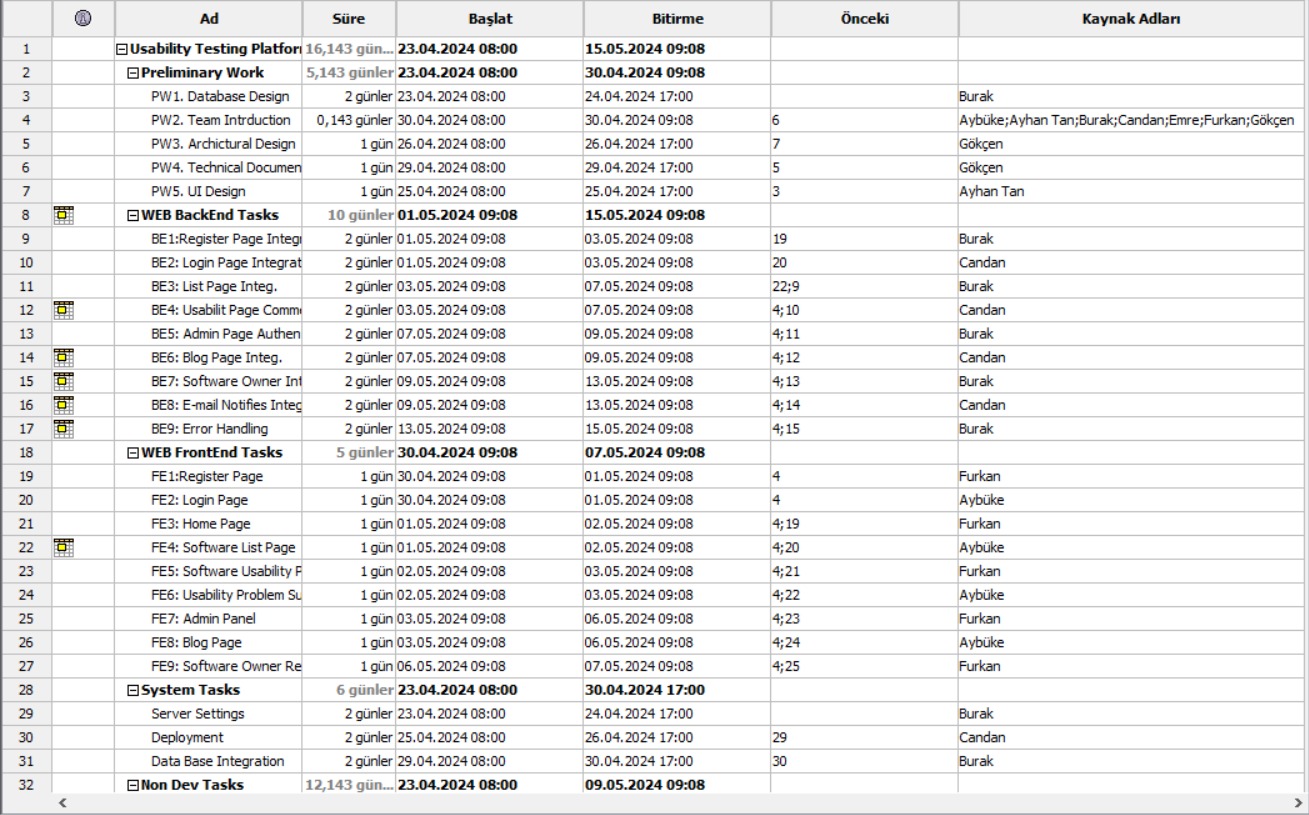 Ad Süre Başlat Bitirme Önceki Kaynak Adları
1 Usability Testing Platfor 16,143 gün... 23.04.2024 08:00 15.05.2024 09:08
2 Preliminary Work 5,143 günler 23.04.2024 08:00 30.04.2024 09:08
3 PW1. Database Design 2 günler 23.04.2024 08:00 24.04.2024 17:00 Burak
4 PW2. Team Intrduction 0,143 günler 30.04.2024 08:00 30.04.2024 09:08 6 Aybüke;Ayhan Tan;Burak;Candan;Emre;Furkan;Gökçen
5 PW3. Archictural Design 1 gün 26.04.2024 08:00 26.04.2024 17:00 7 Gökçen
6 PW4. Technical Documen 1 gün 29.04.2024 08:00 29.04.2024 17:00 5 Gökçen
7 PW5. UI Design 1 gün 25.04.2024 08:00 25.04.2024 17:00 3 Ayhan Tan
8 WEB BackEnd Tasks 10 günler 01.05.2024 09:08 15.05.2024 09:08
9 BE1:Register Page Integr 2 günler 01.05.2024 09:08 03.05.2024 09:08 19 Burak
10 BE2: Login Page Integrat 2 günler 01.05.2024 09:08 03.05.2024 09:08 20 Candan
11 BE3: List Page Integ. 2 günler 03.05.2024 09:08 07.05.2024 09:08 22;9 Burak
12 BE4: Usabilit Page Comme 2 günler 03.05.2024 09:08 07.05.2024 09:08 4;10 Candan
13 BE5: Admin Page Authen 2 günler 07.05.2024 09:08 09.05.2024 09:08 4;11 Burak
14 BE6: Blog Page Integ. 2 günler 07.05.2024 09:08 09.05.2024 09:08 4;12 Candan
15 BE7: Software Owner Int 2 günler 09.05.2024 09:08 13.05.2024 09:08 4;13 Burak
16 BE8: E-mail Notifies Integ 2 günler 09.05.2024 09:08 13.05.2024 09:08 4;14 Candan
17 BE9: Error Handling 2 günler 13.05.2024 09:08 15.05.2024 09:08 4;15 Burak
18 WEB FrontEnd Tasks 5 günler 30.04.2024 09:08 07.05.2024 09:08
19 FE1:Register Page 1 gün 30.04.2024 09:08 01.05.2024 09:08 4 Furkan
20 FE2: Login Page 1 gün 30.04.2024 09:08 01.05.2024 09:08 4 Aybüke
21 FE3: Home Page 1 gün 01.05.2024 09:08 02.05.2024 09:08 4;19 Furkan
22 FE4: Software List Page 1 gün 01.05.2024 09:08 02.05.2024 09:08 4;20 Aybüke
23 FE5: Software Usability P 1 gün 02.05.2024 09:08 03.05.2024 09:08 4;21 Furkan
24 FE6: Usability Problem Su 1 gün 02.05.2024 09:08 03.05.2024 09:08 4;22 Aybüke
25 FE7: Admin Panel 1 gün 03.05.2024 09:08 06.05.2024 09:08 4;23 Furkan
26 FE8: Blog Page 1 gün 03.05.2024 09:08 06.05.2024 09:08 4;24 Aybüke
27 FE9: Software Owner Re 1 gün 06.05.2024 09:08 07.05.2024 09:08 4;25 Furkan
28 System Tasks 6 günler 23.04.2024 08:00 30.04.2024 17:00
29 Server Settings 2 günler 23.04.2024 08:00 24.04.2024 17:00 Burak
30 Deployment 2 günler 25.04.2024 08:00 26.04.2024 17:00 29 Candan
31 Data Base Integration 2 günler 29.04.2024 08:00 30.04.2024 17:00 30 Burak
32 Non Dev Tasks 12,143 gün... 23.04.2024 08:00 09.05.2024 09:08